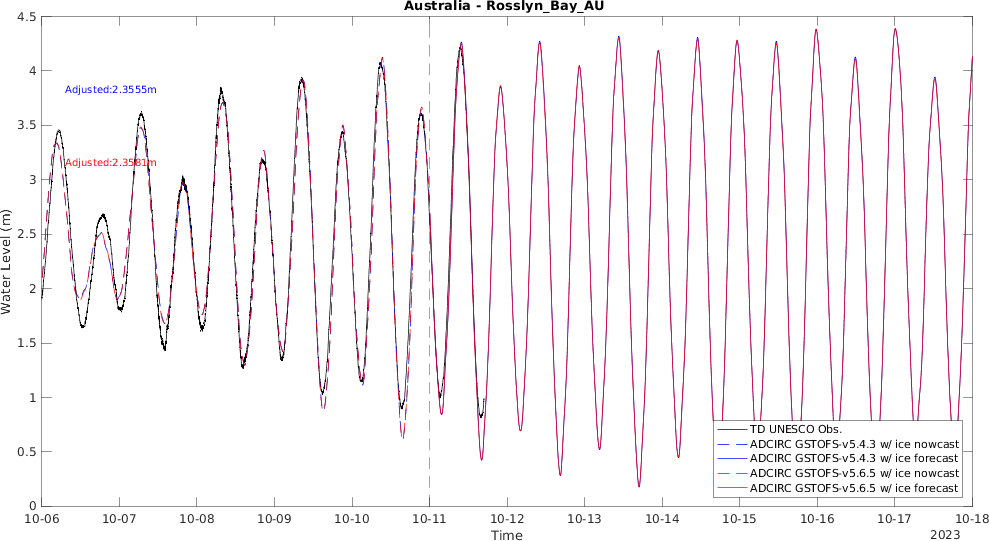 Australia - Rosslyn_Bay_AU
4.5
4
3.5
3
2.5
2
1.5
1
0.5
0
Water Level (m)
Adjusted:2.3555m
Adjusted:2.3581m
TD UNESCO Obs.
ADCIRC GSTOFS-v5.4.3 w/ ice nowcast
ADCIRC GSTOFS-v5.4.3 w/ ice forecast
ADCIRC GSTOFS-v5.6.5 w/ ice nowcast
ADCIRC GSTOFS-v5.6.5 w/ ice forecast
10-06 10-07 10-08 10-09 10-10 10-11 10-12 10-13 10-14 10-15 10-16 10-17 10-18
Time
2023